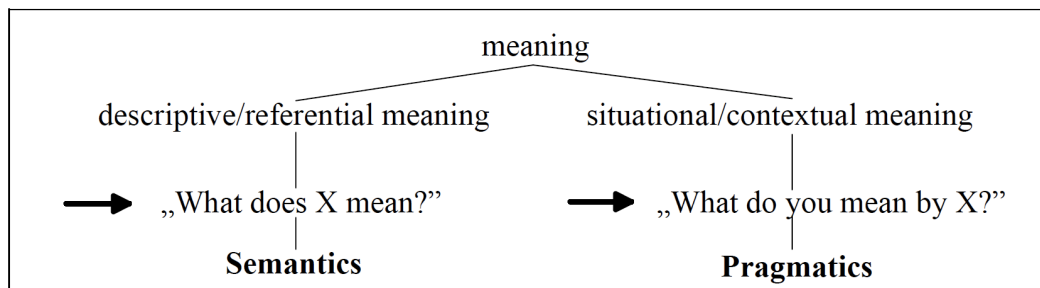 meaning
descriptive/referential meaning
situational/contextual meaning
„What does X mean?”
„What do you mean by X?”
Semantics
Pragmatics